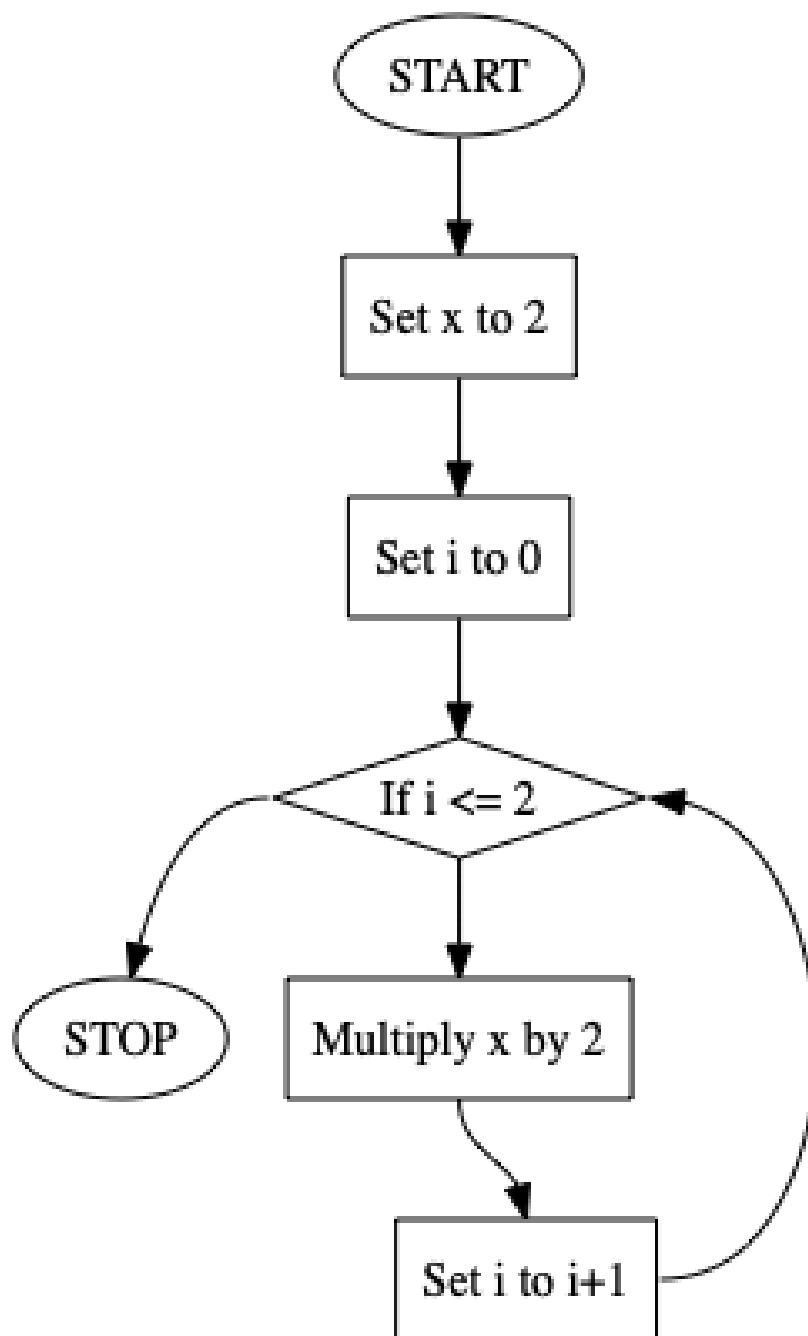 START
Set x to 2
Set i to 0
If i <= 2
STOP
Multiply x by 2
Set i to i+1